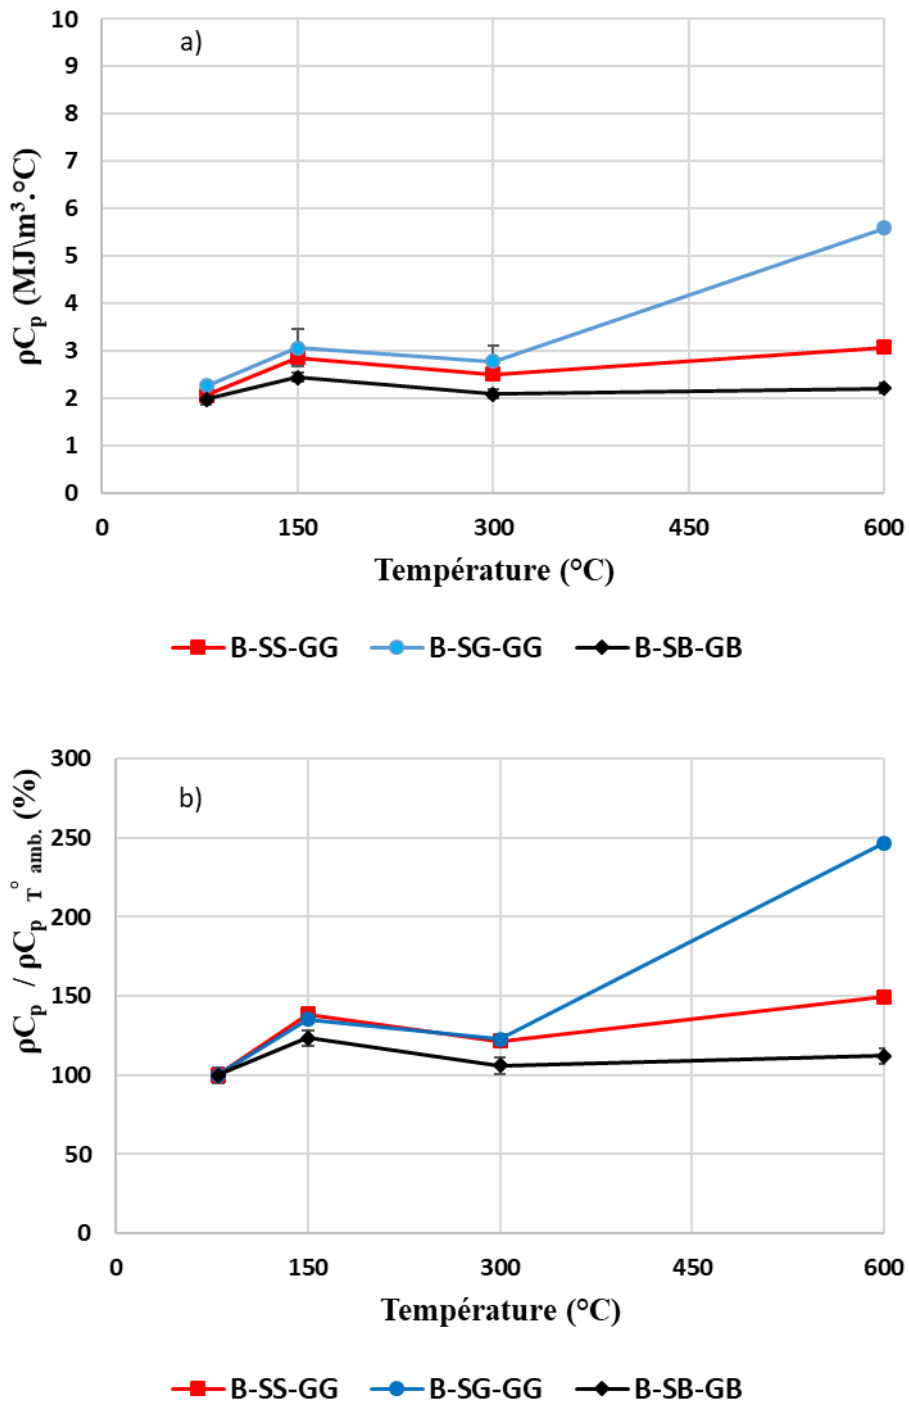 a)
10
9
8
7
6
5
4
3
2
1
0
ρCp (MJ\m³.°C)
0 150 300 450 600
Température (°C)
B-SS-GG B-SG-GG B-SB-GB
b)
300
250
200
150
100
50
0
ρCp / ρCp T° amb. (%)
0 150 300 450 600
Température (°C)
B-SS-GG B-SG-GG B-SB-GB